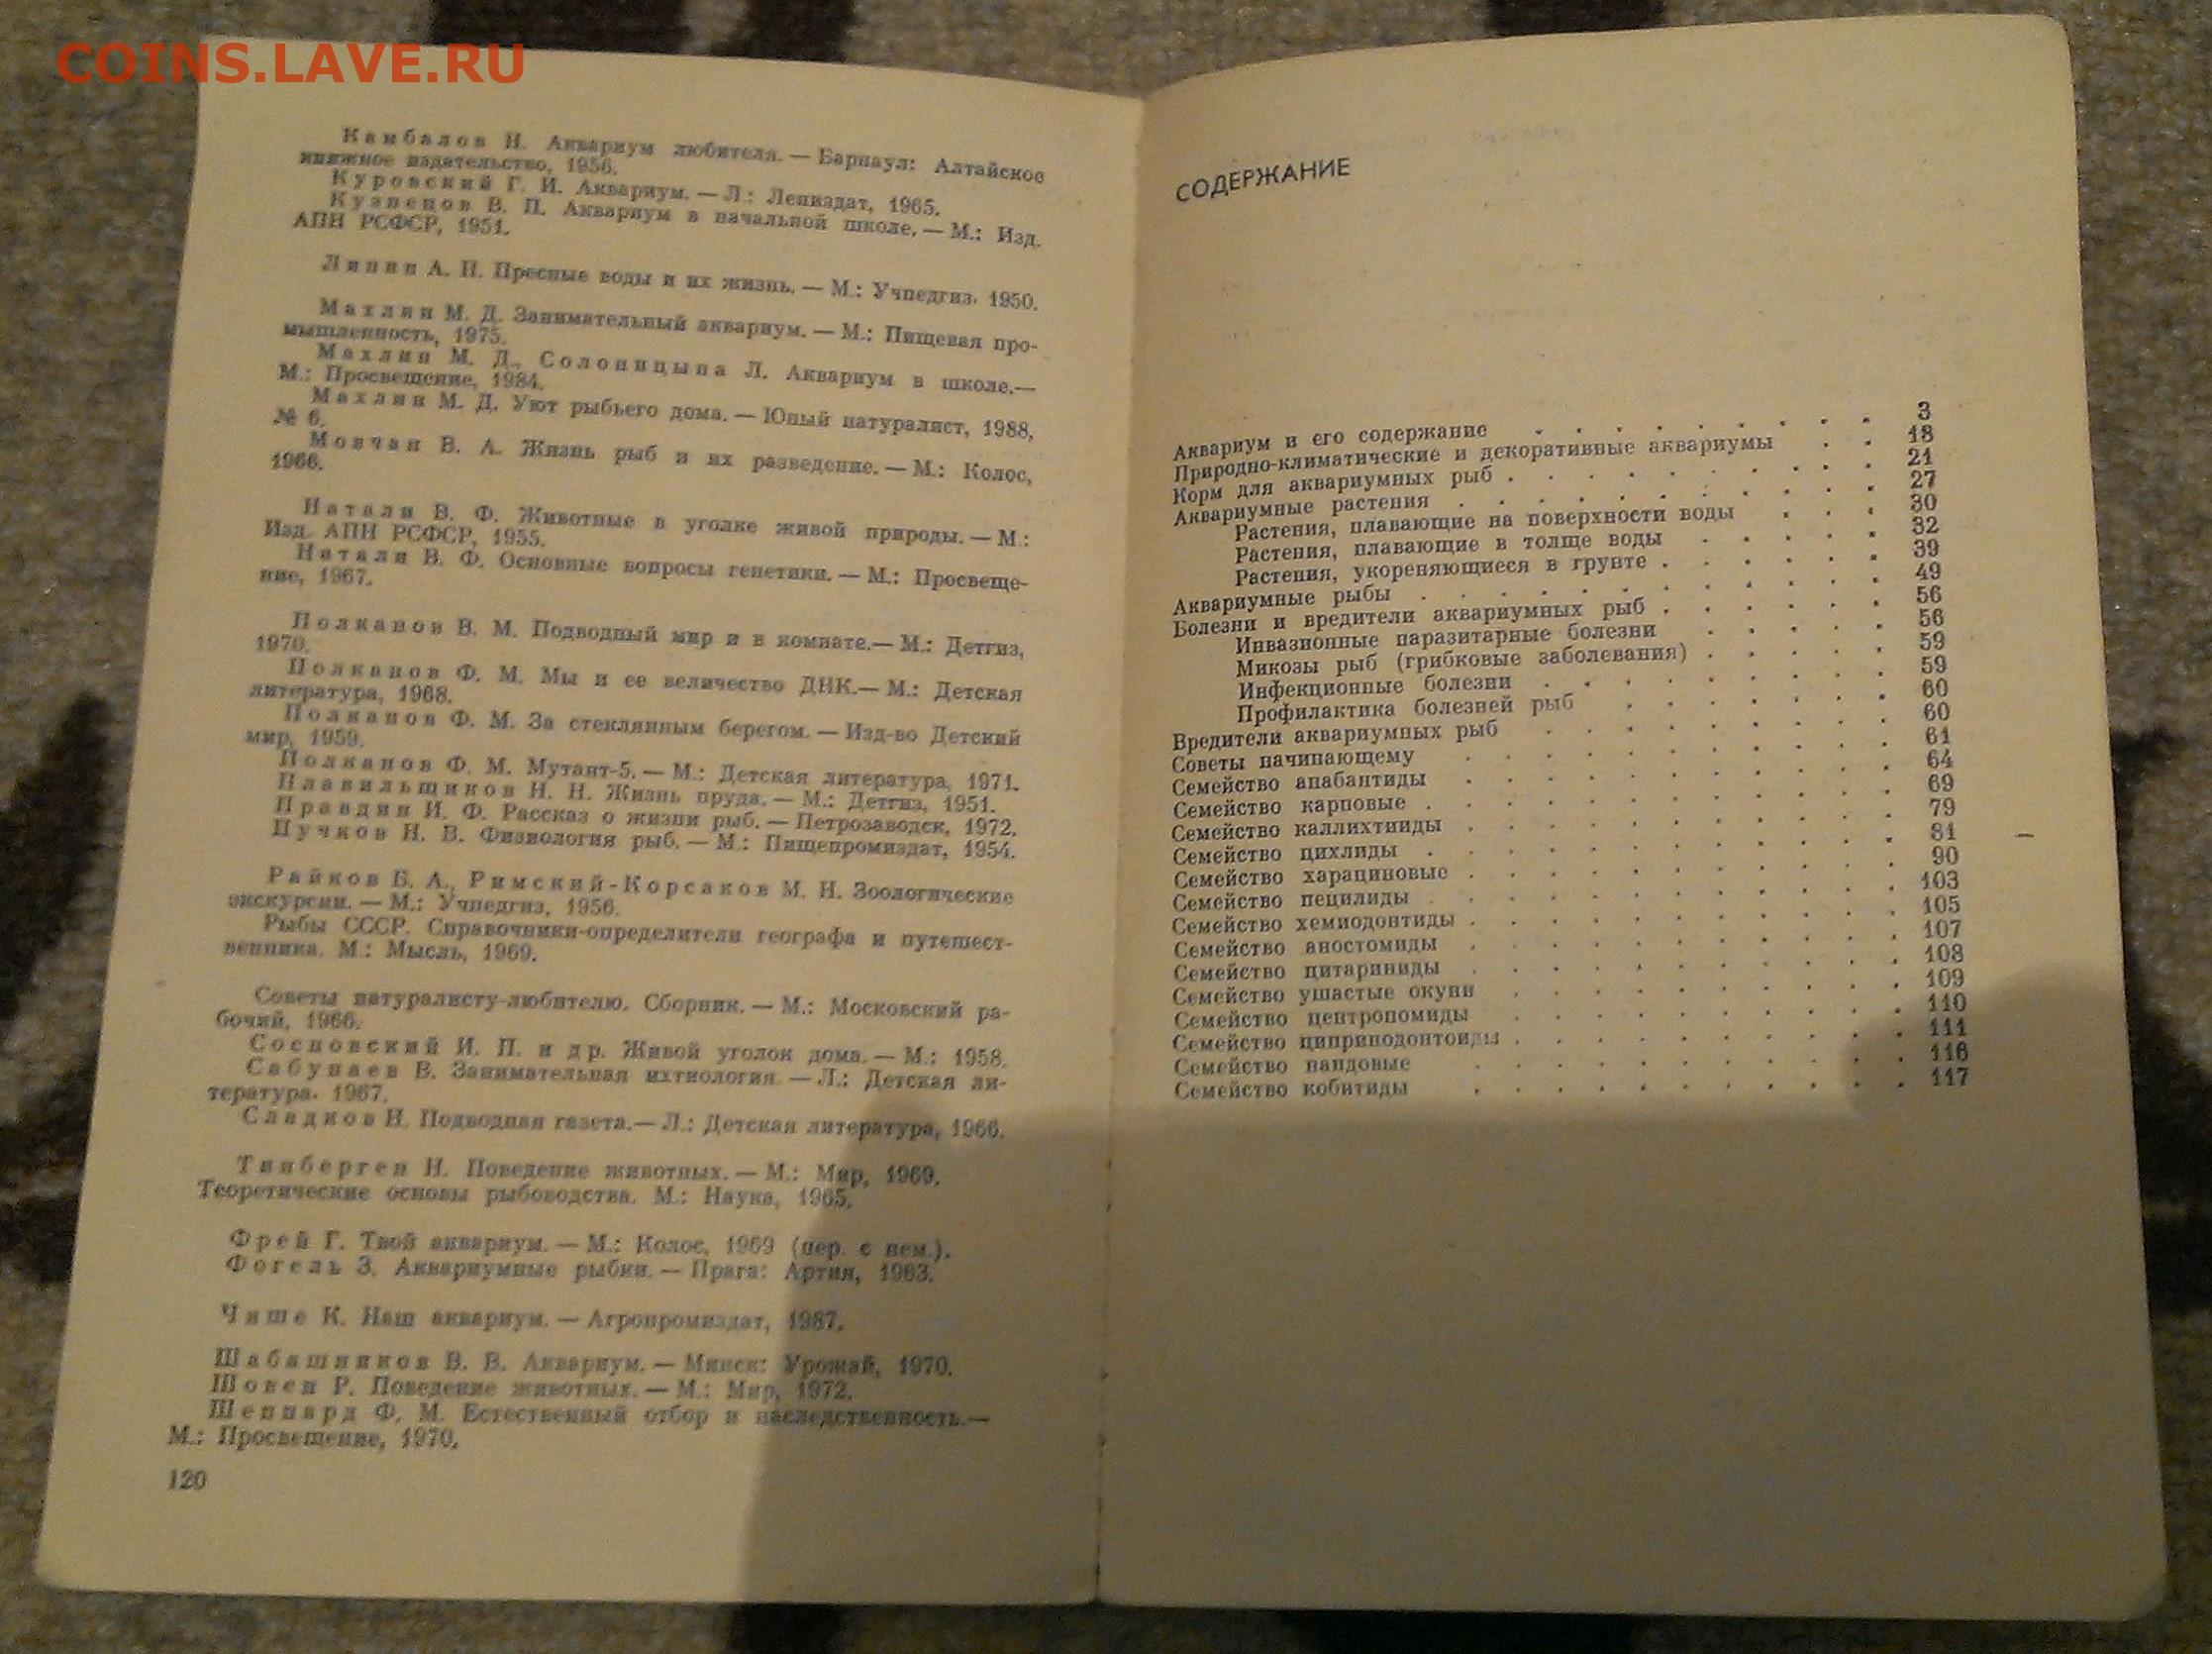 COINS.LAVE.RU
Камбалов Н. Аквариум любителя. — Барнаул: Алтайское
книжное издательство, 1956.
Куровский Г. И. Аквариум. — Л.: Лениздат, 1965.
Кузнецов В. П. Аквариум в начальной школе. — М.: Изд.
АПН РСФСР, 1951.
Липин А. Н. Пресные воды и их жизнь. — М.: Учпедгиз, 1950.
Махлин М. Д. Занимательный аквариум. — М.: Пищевая про-
мышленность, 1975.
Махлин М. Д., Солоницына Л. Аквариум в школе.—
М.: Просвещение, 1984.
Махлин М. Д. Уют рыбьего дома. — Юный натуралист, 1988,
№ 6.
Мовчан В. А. Жизнь рыб и их разведение. — М.: Колос,
1966.
Натали В. Ф. Животные в уголке живой природы. — М.:
Изд. АПН РСФСР, 1955.
Натали В. Ф. Основные вопросы генетики. — М.: Просвеще-
ние, 1967.
Полканов В. М. Подводный мир и в комнате.— М.: Детгиз,
1970.
Полканов Ф. М. Мы и ее величество ДНК.— М.: Детская
литература, 1968.
Полканов Ф. М. За стеклянным берегом. — Изд-во Детский
мир, 1959.
Полканов Ф. М. Мутант-5. — М.: Детская литература, 1971.
Плавильщиков Н. Н. Жизнь пруда. — М.: Детгиз, 1951.
Правдин И. Ф. Рассказ о жизни рыб. — Петрозаводск, 1972.
Пучков Н. В. Физиология рыб. — М.: Пищепромиздат, 1954.
Райков Б. А., Римский-Корсаков М. Н. Зоологические
экскурсии. — М.: Учпедгиз, 1956.
Рыбы СССР. Справочники-определители географа и путешест-
венника. М.: Мысль, 1969.
Советы натуралисту-любителю. Сборник. — М.: Московский ра-
бочий, 1966.
Сосновский И. П. и др. Живой уголок дома. — М.: 1958.
Сабунаев В. Занимательная ихтиология. — Л.: Детская ли-
тература. 1967.
Сладков Н. Подводная газета.— Л.: Детская литература, 1966.
Тинберген Н. Поведение животных. — М.: Мир, 1969.
Теоретические основы рыбоводства. М.: Наука, 1965.
Фрей Г. Твой аквариум. — М.: Колос, 1969 (пер. с нем.).
Фогель З. Аквариумные рыбки. — Прага: Артия, 1963.
Чише К. Наш аквариум. — Агропромиздат, 1987.
Шабашников В. В. Аквариум. — Минск: Урожай, 1970.
Шовен Р. Поведение животных. — М.: Мир, 1972.
Шеппард Ф. М. Естественный отбор и наследственность.—
М.: Просвещение, 1970.
120
СОДЕРЖАНИЕ
Аквариум и его содержание . . . . . . . . . 3
Природно-климатические и декоративные аквариумы . . 18
Корм для аквариумных рыб . . . . . . . . . 21
Аквариумные растения . . . . . . . . . . 27
Растения, плавающие на поверхности воды . . . 30
Растения, плавающие в толще воды . . . . . 32
Растения, укореняющиеся в грунте . . . . . . 39
Аквариумные рыбы . . . . . . . . . . 49
Болезни и вредители аквариумных рыб . . . . . . 56
Инвазионные паразитарные болезни . . . . . 56
Микозы рыб (грибковые заболевания) . . . . . 59
Инфекционные болезни . . . . . . . . 59
Профилактика болезней рыб . . . . . . . 60
Вредители аквариумных рыб . . . . . . . . 60
Советы начинающему . . . . . . . . . . 61
Семейство анабантиды . . . . . . . . . . 64
Семейство карповые . . . . . . . . . . 69
Семейство каллихтииды . . . . . . . . . . 79
Семейство цихлиды . . . . . . . . . . 81
Семейство харациновые . . . . . . . . . . 90
Семейство пецилиды . . . . . . . . . . 103
Семейство хемиодонтиды . . . . . . . . . . 105
Семейство аностомиды . . . . . . . . . . 107
Семейство цитариниды . . . . . . . . . . 108
Семейство ушастые окуни . . . . . . . . . 109
Семейство центропомиды . . . . . . . . . 110
Семейство циприподонтоиды . . . . . . . . . 111
Семейство нандовые . . . . . . . . . . 116
Семейство кобитиды . . . . . . . . . . 117